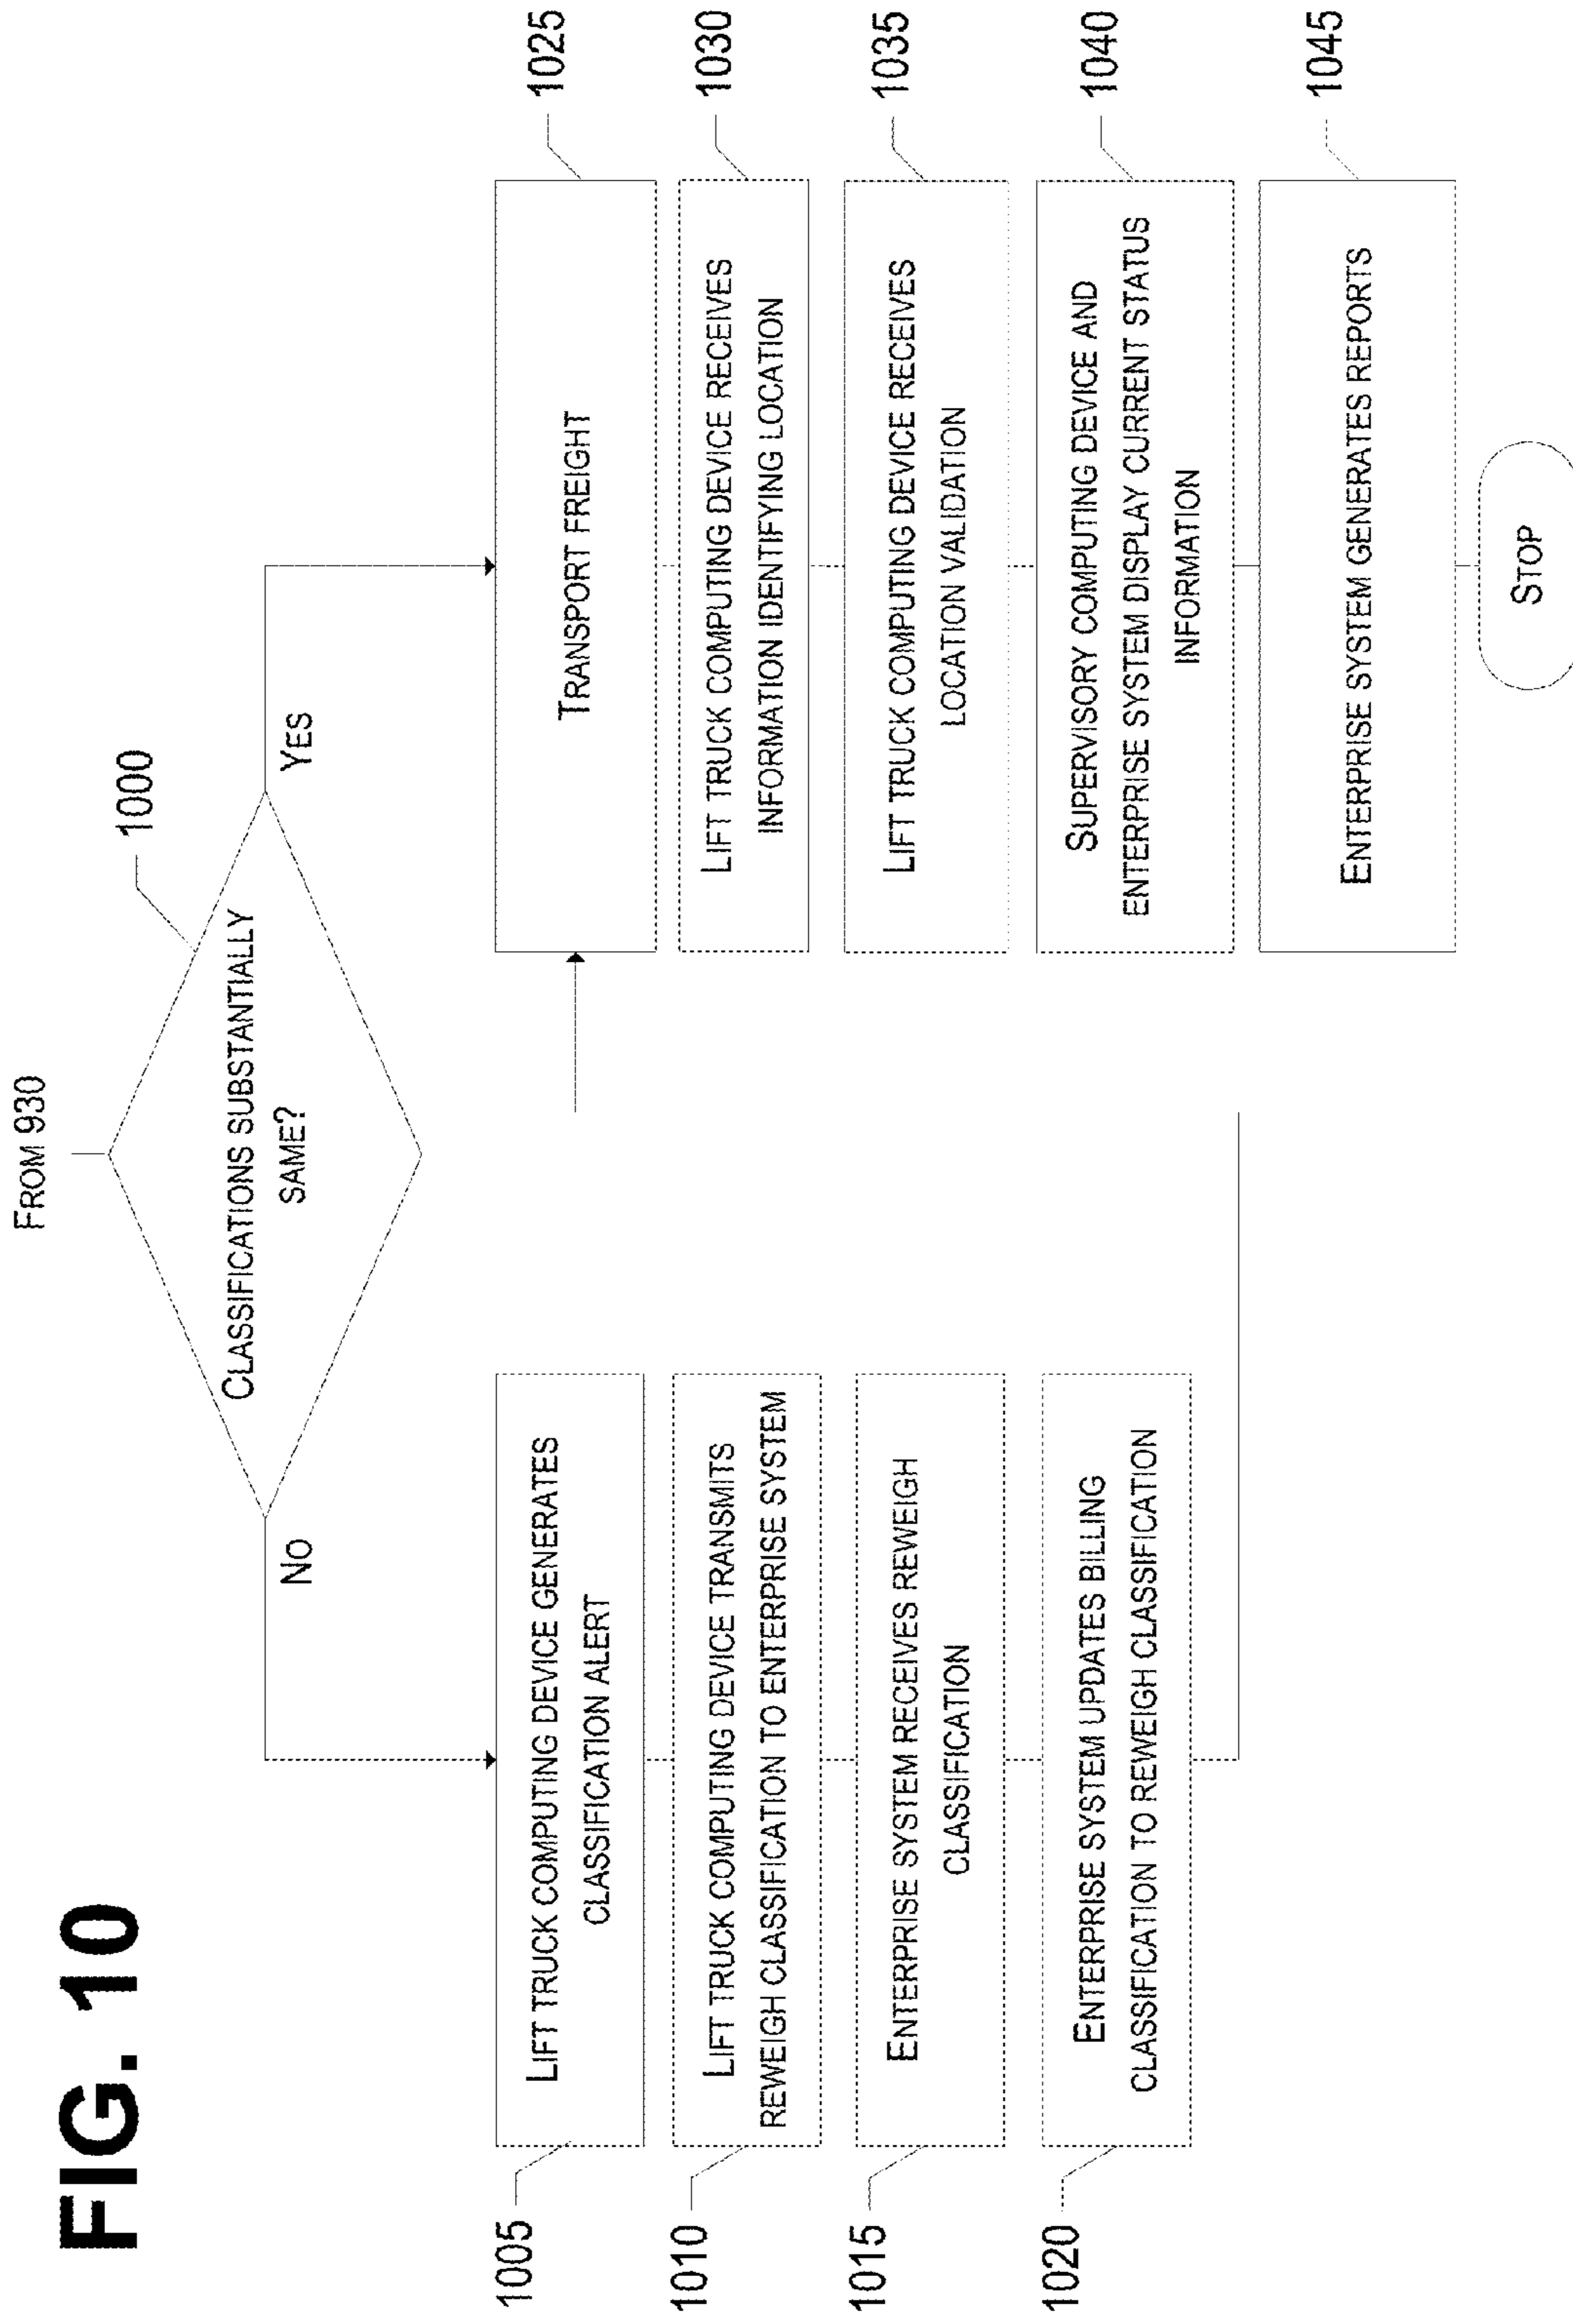 FIG. 10
FROM 930
1000
CLASSIFICATIONS SUBSTANTIALLY
SAME?
NO
YES
1005
LIFT TRUCK COMPUTING DEVICE GENERATES
CLASSIFICATION ALERT
1010
LIFT TRUCK COMPUTING DEVICE TRANSMITS
REWEIGH CLASSIFICATION TO ENTERPRISE SYSTEM
1015
ENTERPRISE SYSTEM RECEIVES REWEIGH
CLASSIFICATION
1020
ENTERPRISE SYSTEM UPDATES BILLING
CLASSIFICATION TO REWEIGH CLASSIFICATION
TRANSPORT FREIGHT
1025
LIFT TRUCK COMPUTING DEVICE RECEIVES
INFORMATION IDENTIFYING LOCATION
1030
LIFT TRUCK COMPUTING DEVICE RECEIVES
LOCATION VALIDATION
1035
SUPERVISORY COMPUTING DEVICE AND
ENTERPRISE SYSTEM DISPLAY CURRENT STATUS
INFORMATION
1040
ENTERPRISE SYSTEM GENERATES REPORTS
1045
STOP